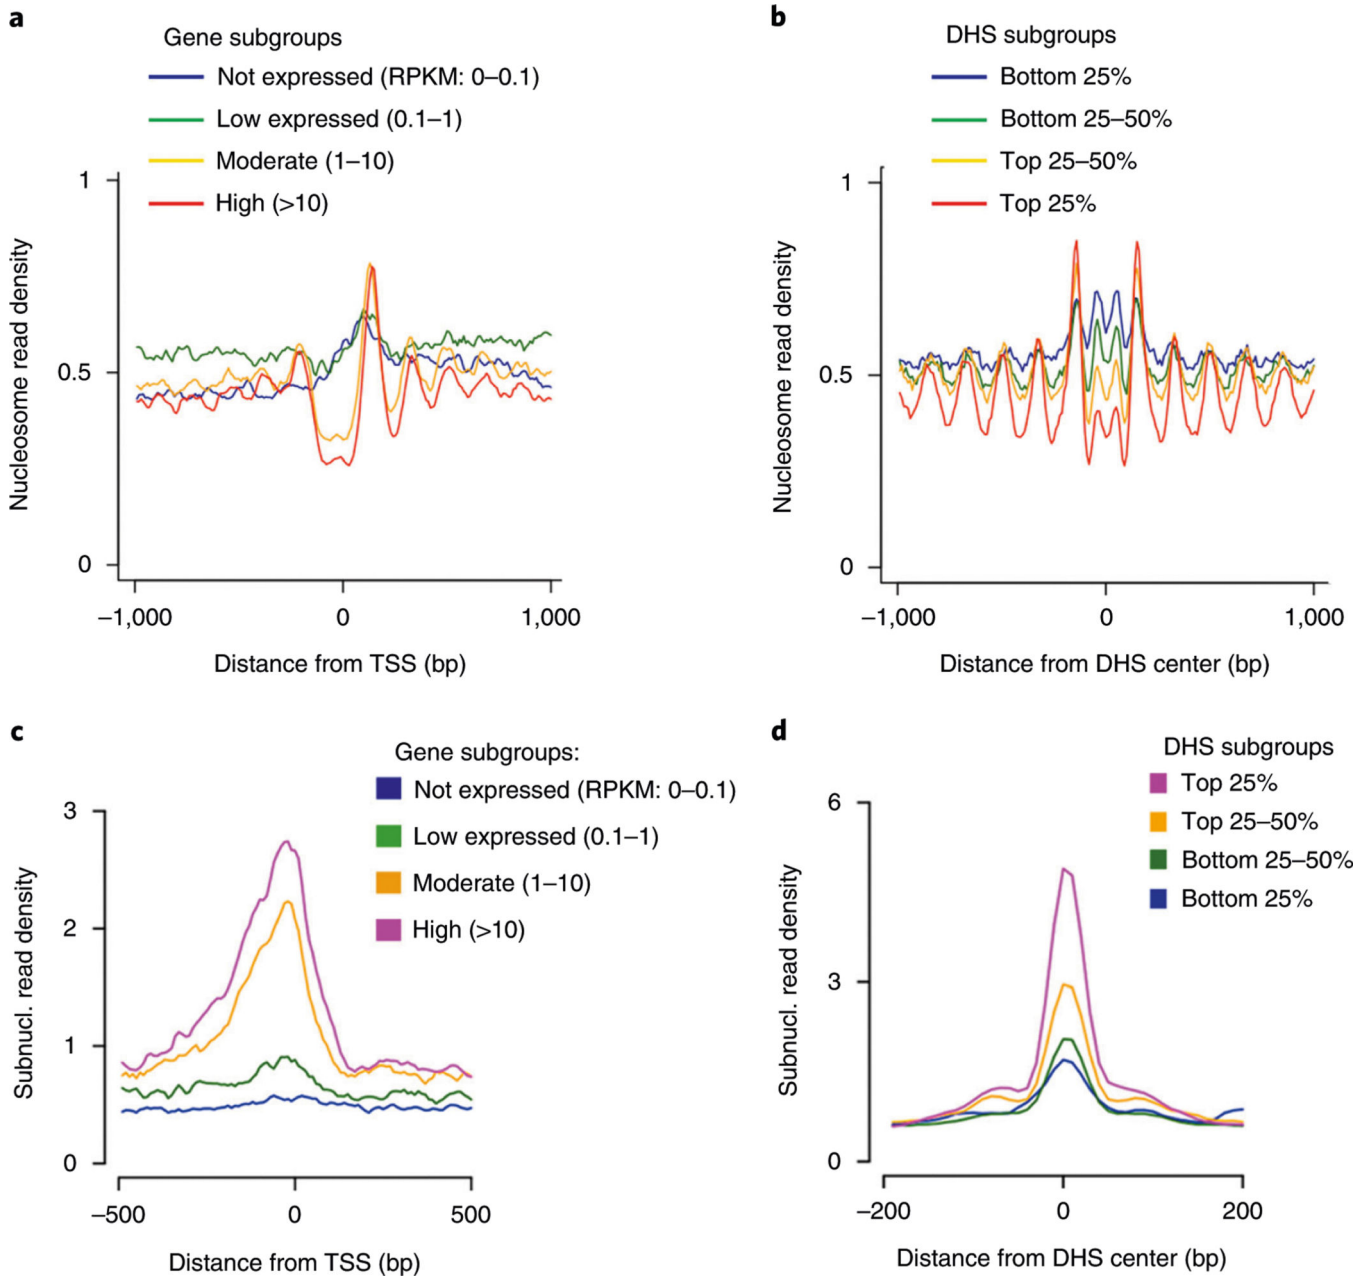 a
Gene subgroups
Not expressed (RPKM: 0–0.1)
Low expressed (0.1–1)
Moderate (1–10)
High (>10)
1
0.5
0
Nucleosome read density
–1,000
0
1,000
Distance from TSS (bp)
b
DHS subgroups
Bottom 25%
Bottom 25–50%
Top 25–50%
Top 25%
1
0.5
0
Nucleosome read density
–1,000
0
1,000
Distance from DHS center (bp)
c
Gene subgroups:
Not expressed (RPKM: 0–0.1)
Low expressed (0.1–1)
Moderate (1–10)
High (>10)
3
2
1
0
Subnucl. read density
–500
0
500
Distance from TSS (bp)
d
DHS subgroups
Top 25%
Top 25–50%
Bottom 25–50%
Bottom 25%
6
3
0
Subnucl. read density
–200
0
200
Distance from DHS center (bp)